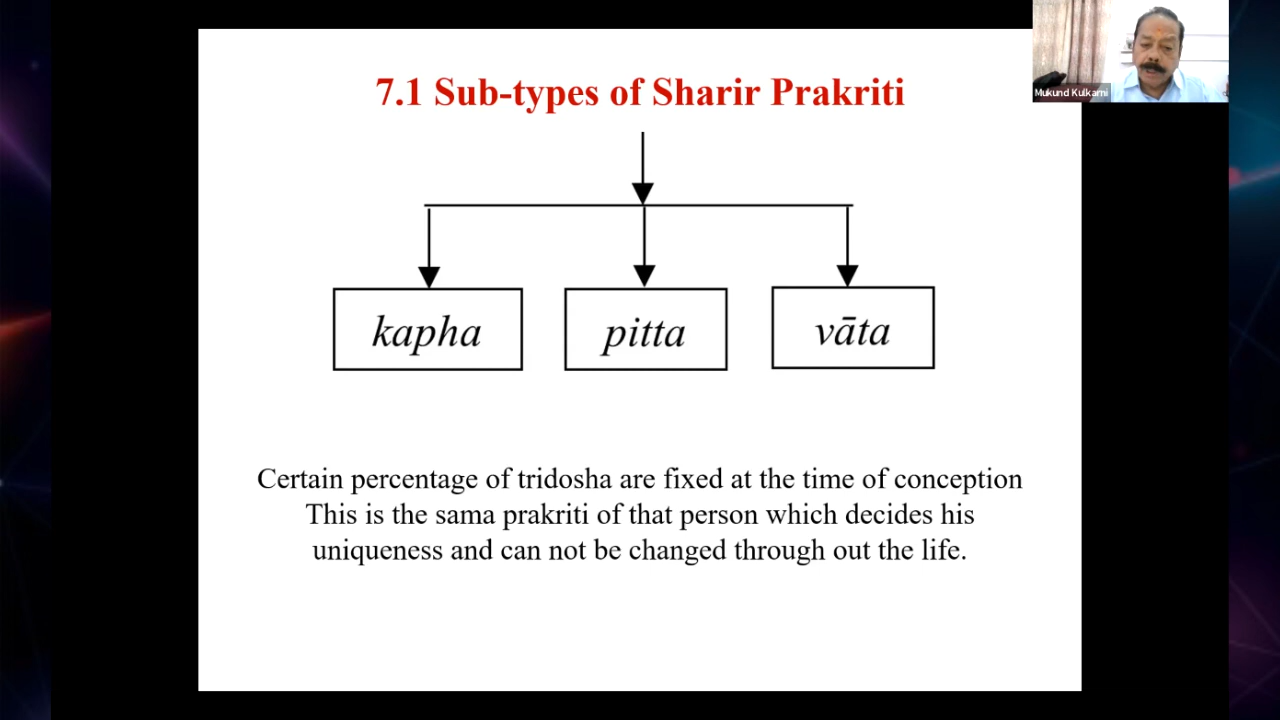 7.1 Sub-types of Sharir Prakriti
Mukund Kulkarni
kapha
pitta
vāta
Certain percentage of tridosha are fixed at the time of conception
This is the sama prakriti of that person which decides his
uniqueness and can not be changed through out the life.